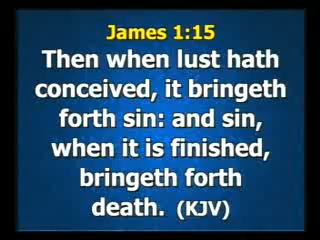 James 1:15
Then when lust hath
conceived, it bringeth
forth sin: and sin,
when it is finished,
bringeth forth
death. (KJV)